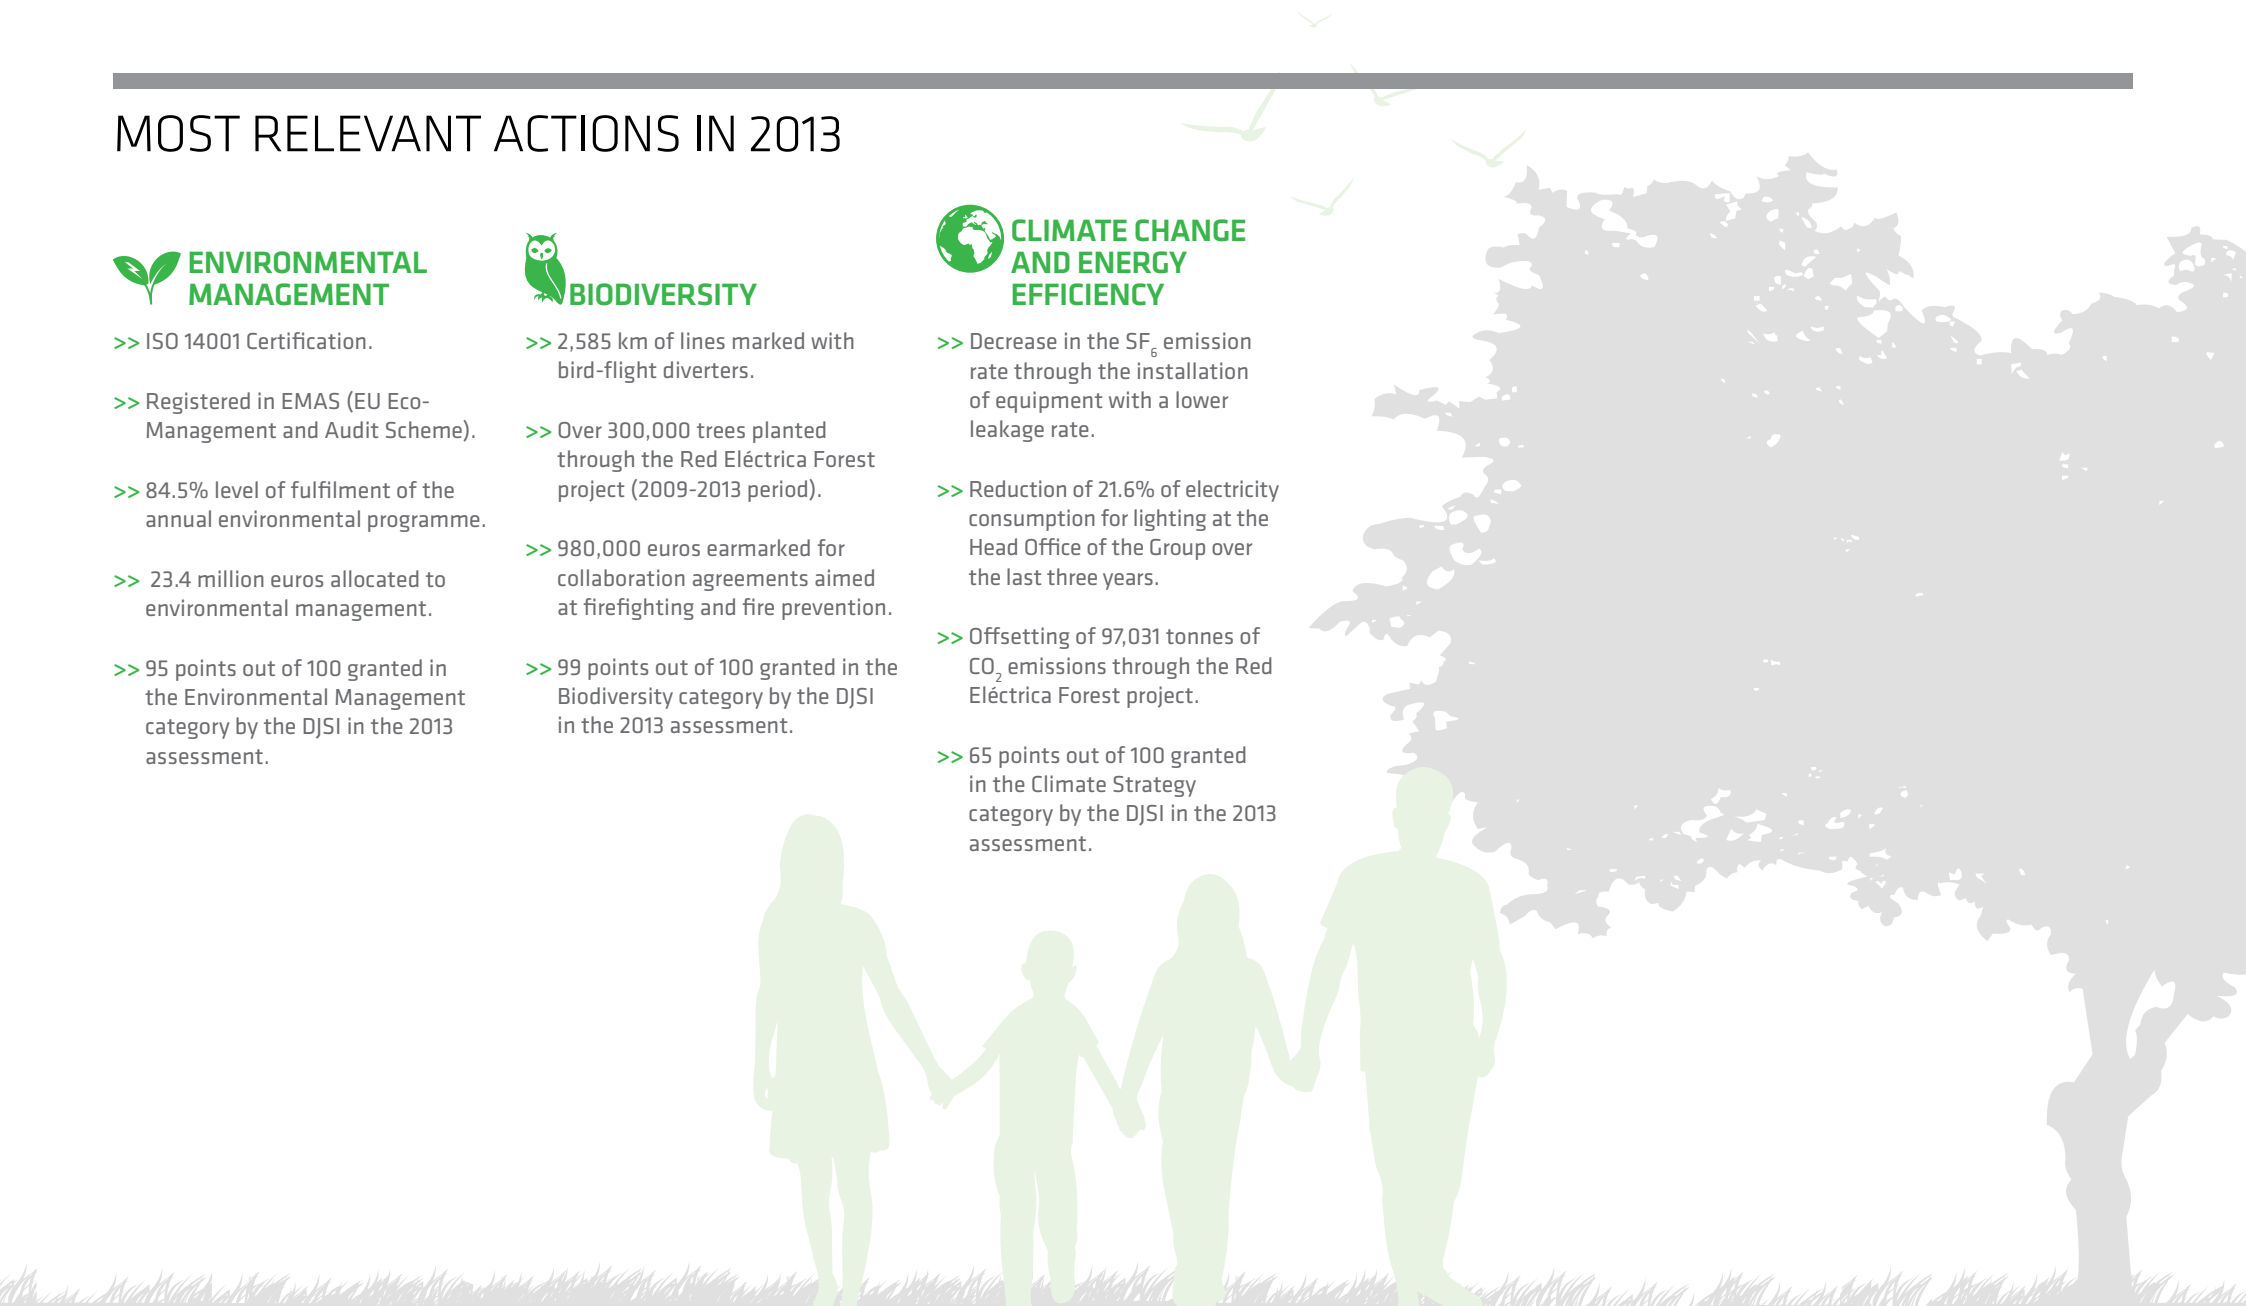 MOST RELEVANT ACTIONS IN 2013
ENVIRONMENTAL
MANAGEMENT
>> ISO 14001 Certification.
>> Registered in EMAS (EU Eco-
Management and Audit Scheme).
>> 84.5% level of fulfilment of the
annual environmental programme.
>> 23.4 million euros allocated to
environmental management.
>> 95 points out of 100 granted in
the Environmental Management
category by the DJSI in the 2013
assessment.
BIODIVERSITY
>> 2,585 km of lines marked with
bird-flight diverters.
>> Over 300,000 trees planted
through the Red Eléctrica Forest
project (2009-2013 period).
>> 980,000 euros earmarked for
collaboration agreements aimed
at firefighting and fire prevention.
>> 99 points out of 100 granted in the
Biodiversity category by the DJSI
in the 2013 assessment.
CLIMATE CHANGE
AND ENERGY
EFFICIENCY
>> Decrease in the SF₆ emission
rate through the installation
of equipment with a lower
leakage rate.
>> Reduction of 21.6% of electricity
consumption for lighting at the
Head Office of the Group over
the last three years.
>> Offsetting of 97,031 tonnes of
CO₂ emissions through the Red
Eléctrica Forest project.
>> 65 points out of 100 granted
in the Climate Strategy
category by the DJSI in the 2013
assessment.